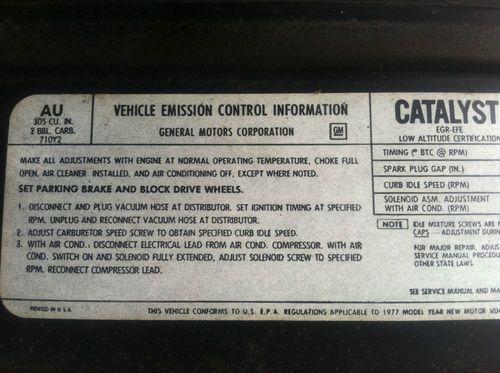 AU
305 CU. IN.
2 BBL. CARB.
710Y2
VEHICLE EMISSION CONTROL INFORMATION
GENERAL MOTORS CORPORATION GM
CATALYST
EGR-EFE
LOW ALTITUDE CERTIFICATION
MAKE ALL ADJUSTMENTS WITH ENGINE AT NORMAL OPERATING TEMPERATURE, CHOKE FULL
OPEN, AIR CLEANER INSTALLED, AND AIR CONDITIONING OFF, EXCEPT WHERE NOTED.
SET PARKING BRAKE AND BLOCK DRIVE WHEELS.
1. DISCONNECT AND PLUG VACUUM HOSE AT DISTRIBUTOR. SET IGNITION TIMING AT SPECIFIED
RPM. UNPLUG AND RECONNECT VACUUM HOSE AT DISTRIBUTOR.
2. ADJUST CARBURETOR SPEED SCREW TO OBTAIN SPECIFIED CURB IDLE SPEED.
3. WITH AIR COND.: DISCONNECT ELECTRICAL LEAD FROM AIR COND. COMPRESSOR. WITH AIR
COND. SWITCH ON AND SOLENOID FULLY EXTENDED, ADJUST SOLENOID SCREW TO SPECIFIED
RPM. RECONNECT COMPRESSOR LEAD.
TIMING (° BTC @ RPM)
SPARK PLUG GAP (IN.)
CURB IDLE SPEED (RPM)
SOLENOID ASM. ADJUSTMENT
WITH AIR COND. (RPM)
NOTE IDLE MIXTURE SCREWS ARE
CAPS — ADJUSTMENT DURING
FOR MAJOR REPAIR, ADJUS
SERVICE MANUAL PROCEDU
OTHER STATE LAWS.
SEE SERVICE MANUAL AND MA
PRINTED IN U.S.A.
THIS VEHICLE CONFORMS TO U.S. E.P.A. REGULATIONS APPLICABLE TO 1977 MODEL YEAR NEW MOTOR VEH